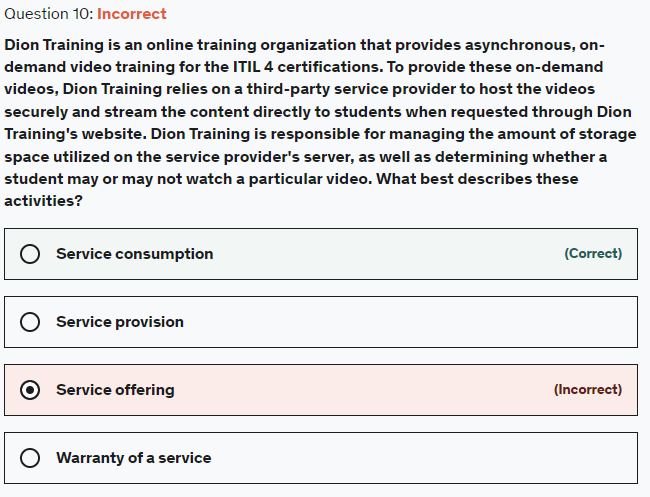 Question 10: Incorrect
Dion Training is an online training organization that provides asynchronous, on-
demand video training for the ITIL 4 certifications. To provide these on-demand
videos, Dion Training relies on a third-party service provider to host the videos
securely and stream the content directly to students when requested through Dion
Training's website. Dion Training is responsible for managing the amount of storage
space utilized on the service provider's server, as well as determining whether a
student may or may not watch a particular video. What best describes these
activities?
Service consumption (Correct)
Service provision
Service offering (Incorrect)
Warranty of a service